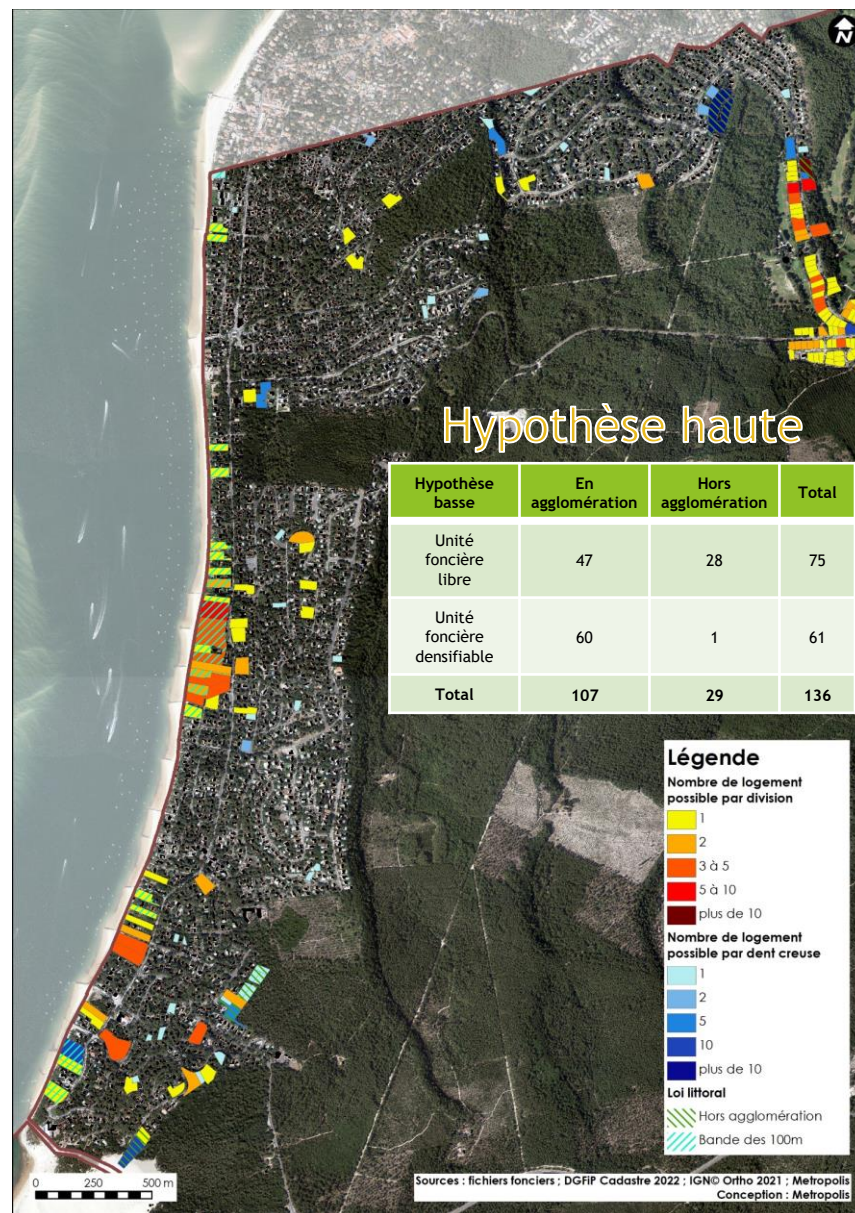 N
Hypothèse haute
Hypothèse basse En agglomération Hors agglomération Total
Unité foncière libre 47 28 75
Unité foncière densifiable 60 1 61
Total 107 29 136
Légende
Nombre de logement
possible par division
1
2
3 à 5
5 à 10
plus de 10
Nombre de logement
possible par dent creuse
1
2
5
10
plus de 10
Loi littoral
Hors agglomération
Bande des 100m
0 250 500 m
Sources : fichiers fonciers ; DGFiP Cadastre 2022 ; IGN© Ortho 2021 ; Metropolis
Conception : Metropolis